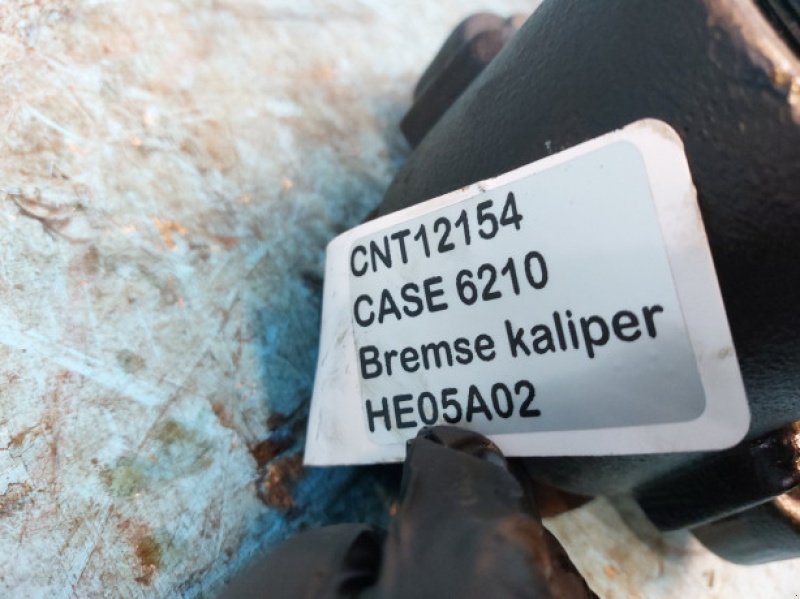 CNT12154
CASE 6210
Bremse kaliper
HE05A02